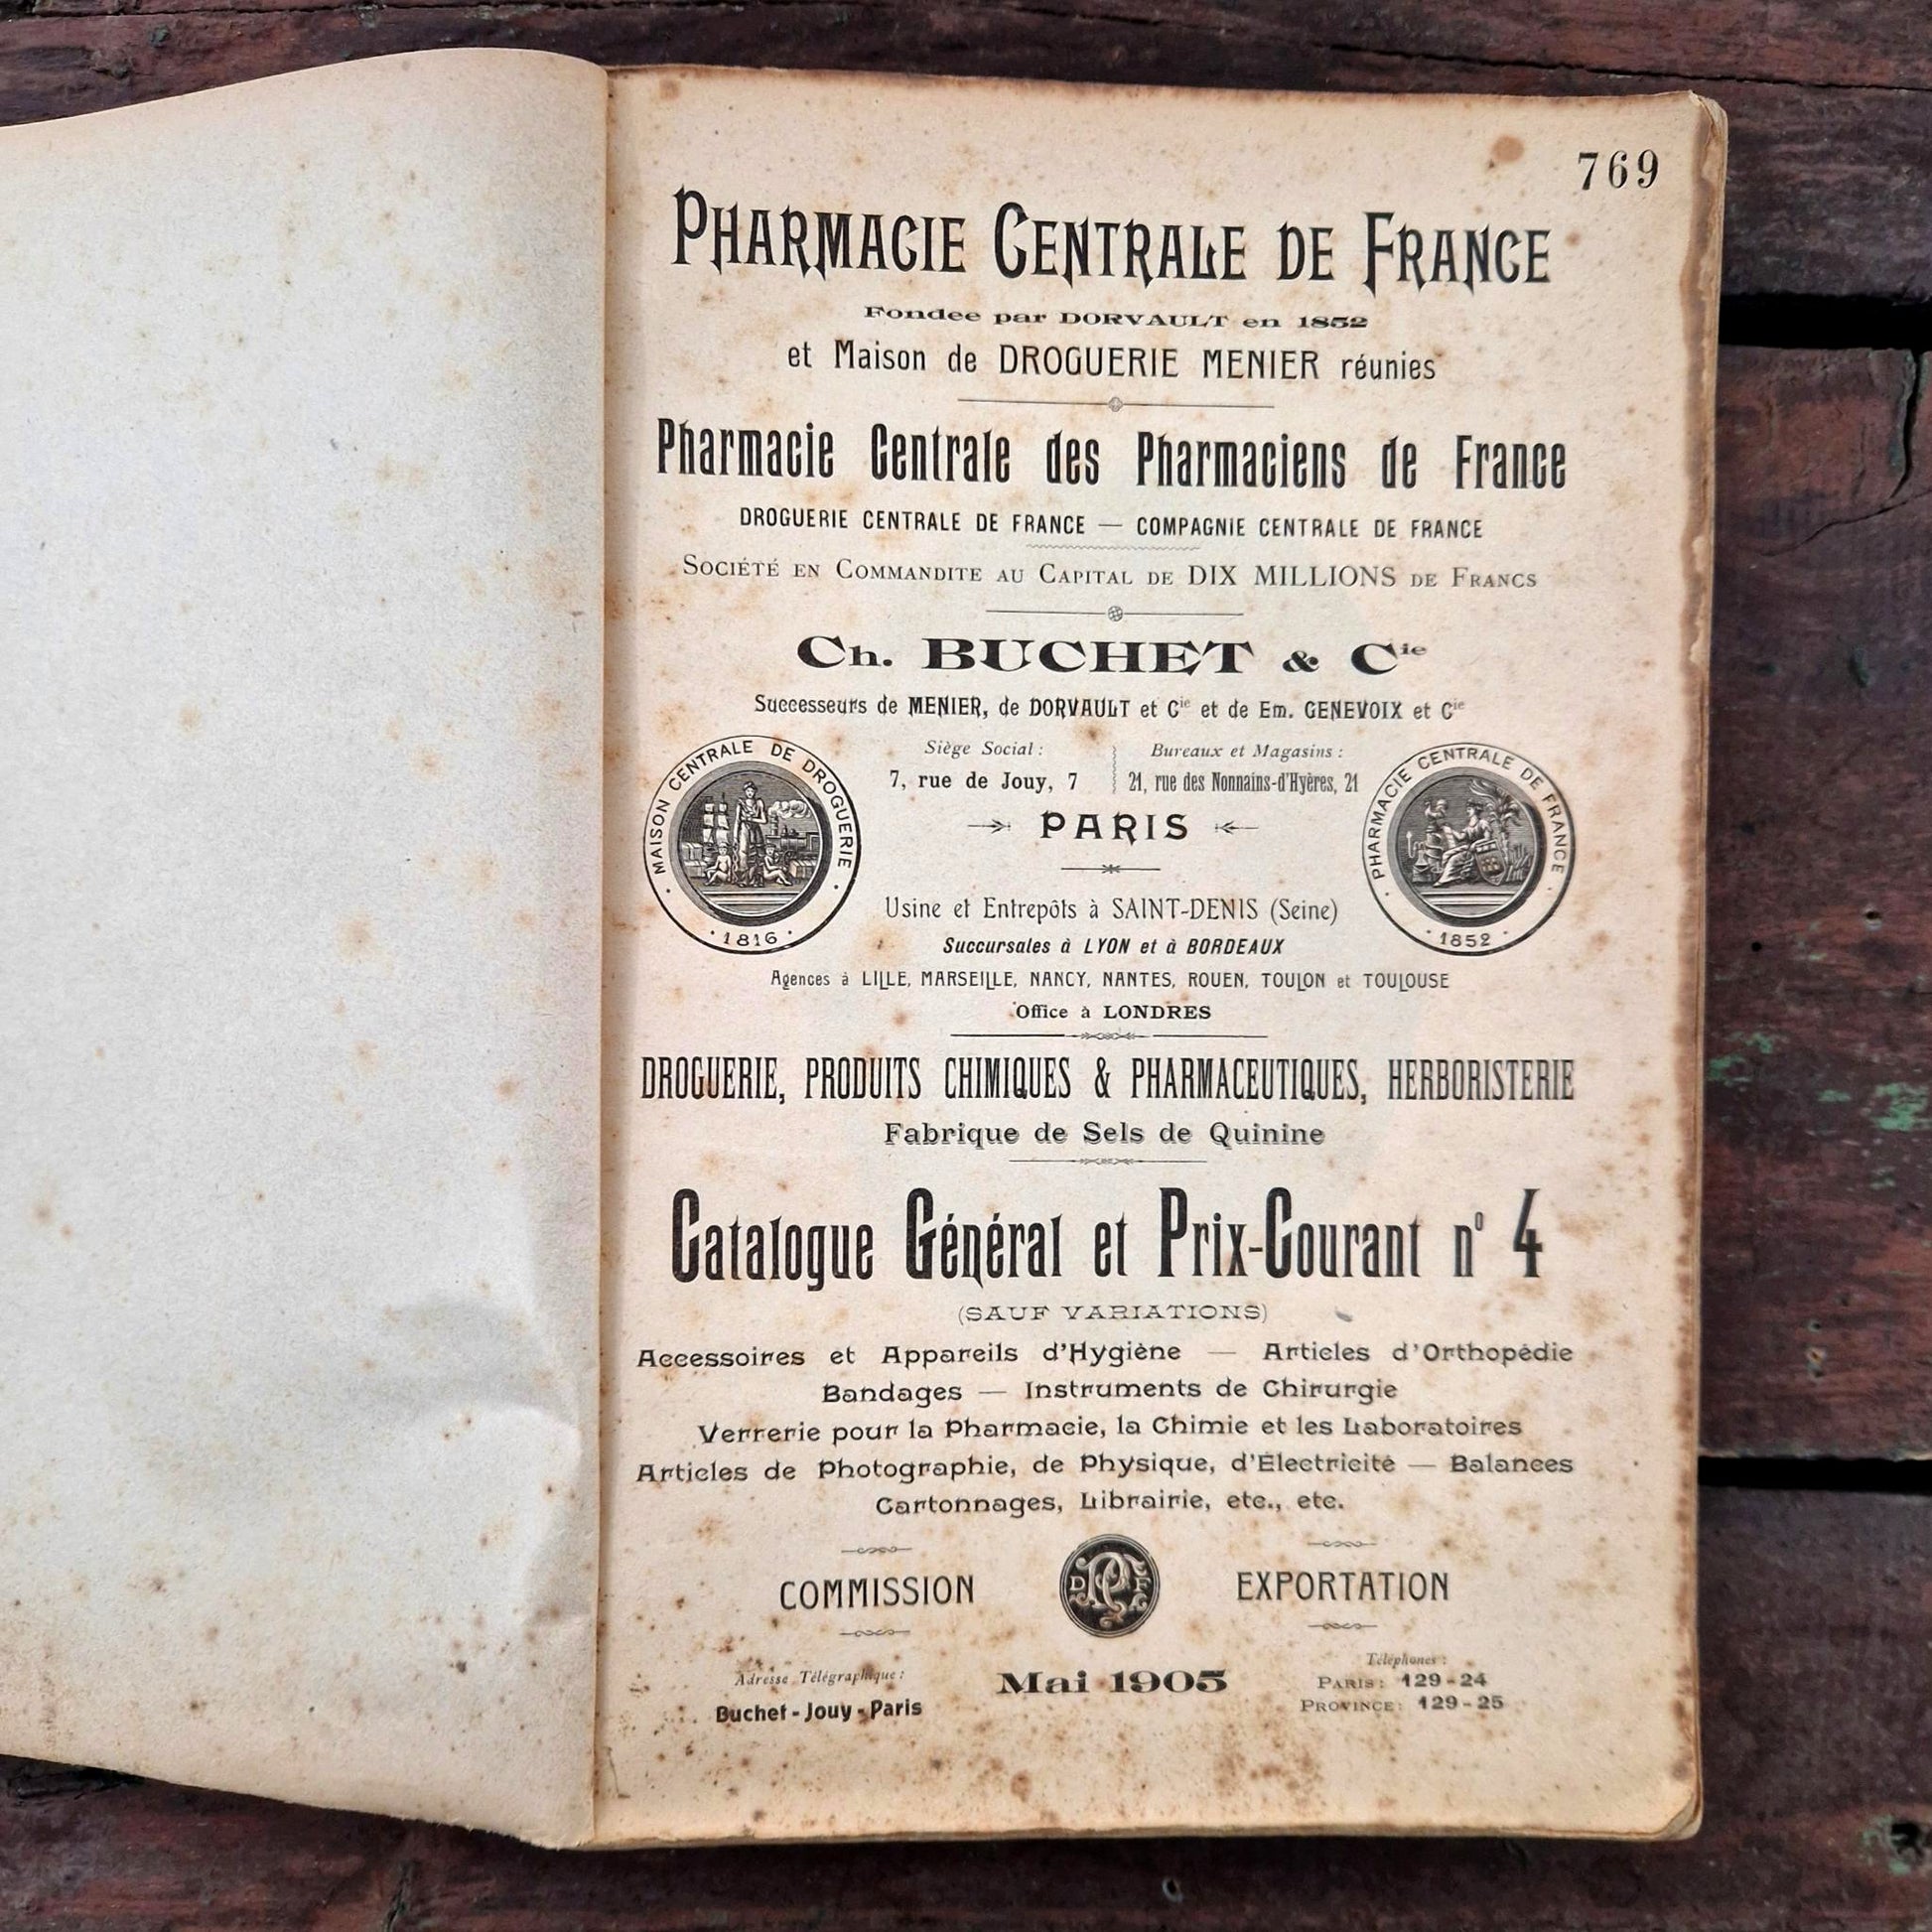 769
PHARMACIE CENTRALE DE FRANCE
Fondée par DORVAULT en 1852
et Maison de DROGUERIE MENIER réunies
Pharmacie Centrale des Pharmaciens de France
DROGUERIE CENTRALE DE FRANCE — COMPAGNIE CENTRALE DE FRANCE
SOCIÉTÉ EN COMMANDITE AU CAPITAL DE DIX MILLIONS DE FRANCS
Ch. BUCHET & Cie
Successeurs de MENIER, de DORVAULT et Cie et de Em. GENEVOIX et Cie
MAISON CENTRALE DE DROGUERIE
· 1816 ·
Siège Social :
7, rue de Jouy, 7
Bureaux et Magasins :
21, rue des Nonnains-d'Hyères, 21
PHARMACIE CENTRALE DE FRANCE
· 1852 ·
PARIS
Usine et Entrepôts à SAINT-DENIS (Seine)
Succursales à LYON et à BORDEAUX
Agences à LILLE, MARSEILLE, NANCY, NANTES, ROUEN, TOULON et TOULOUSE
Office à LONDRES
DROGUERIE, PRODUITS CHIMIQUES & PHARMACEUTIQUES, HERBORISTERIE
Fabrique de Sels de Quinine
Catalogue Général et Prix-Courant nº 4
(SAUF VARIATIONS)
Accessoires et Appareils d'Hygiène — Articles d'Orthopédie
Bandages — Instruments de Chirurgie
Verrerie pour la Pharmacie, la Chimie et les Laboratoires
Articles de Photographie, de Physique, d'Électricité — Balances
Cartonnages, Librairie, etc., etc.
COMMISSION
EXPORTATION
Adresse Télégraphique :
Buchet-Jouy-Paris
Mai 1905
Téléphones :
PARIS : 129-24
PROVINCE : 129-25